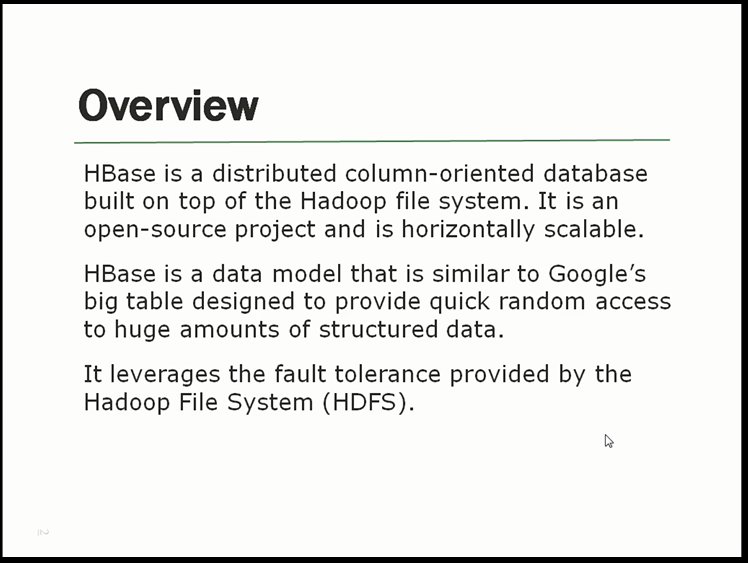 Overview
HBase is a distributed column-oriented database
built on top of the Hadoop file system. It is an
open-source project and is horizontally scalable.
HBase is a data model that is similar to Google’s
big table designed to provide quick random access
to huge amounts of structured data.
It leverages the fault tolerance provided by the
Hadoop File System (HDFS).